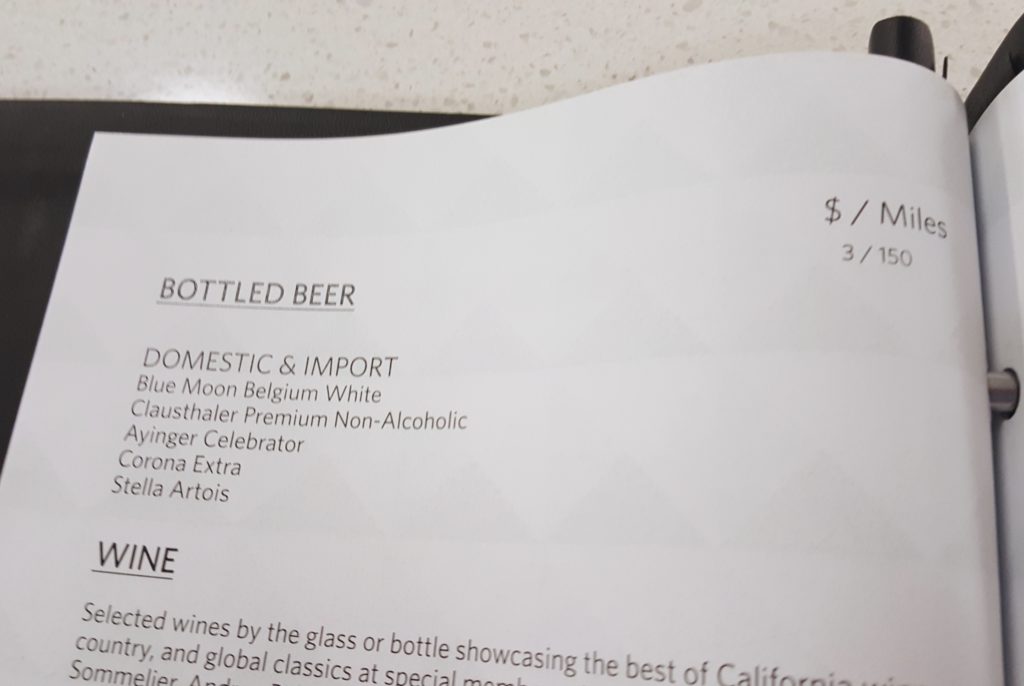 $ / Miles
3 / 150
BOTTLED BEER
DOMESTIC & IMPORT
Blue Moon Belgium White
Clausthaler Premium Non-Alcoholic
Ayinger Celebrator
Corona Extra
Stella Artois
WINE
Selected wines by the glass or bottle showcasing the best of California
country, and global classics at special
Sommelier,